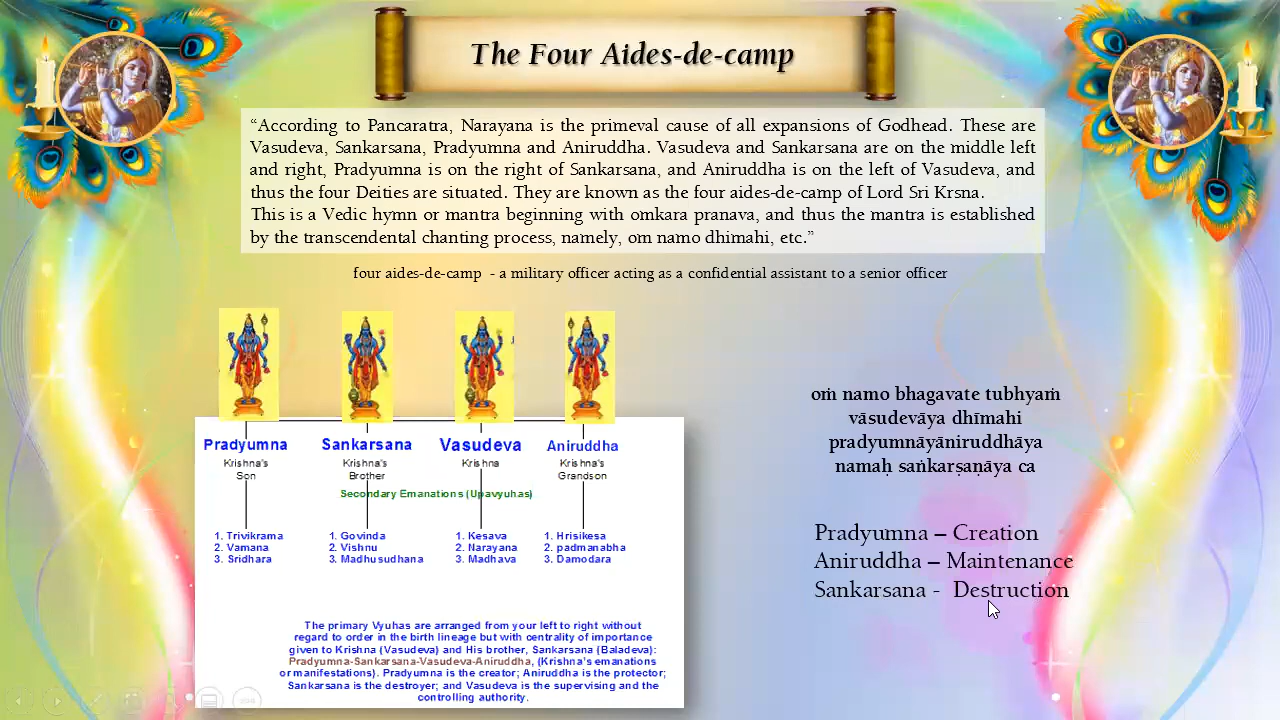 The Four Aides-de-camp
“According to Pancaratra, Narayana is the primeval cause of all expansions of Godhead. These are
Vasudeva, Sankarsana, Pradyumna and Aniruddha. Vasudeva and Sankarsana are on the middle left
and right, Pradyumna is on the right of Sankarsana, and Aniruddha is on the left of Vasudeva, and
thus the four Deities are situated. They are known as the four aides-de-camp of Lord Sri Krsna.
This is a Vedic hymn or mantra beginning with omkara pranava, and thus the mantra is established
by the transcendental chanting process, namely, om namo dhimahi, etc.”
four aides-de-camp - a military officer acting as a confidential assistant to a senior officer
Pradyumna Sankarsana Vasudeva Aniruddha
Krishna's Krishna's Krishna Krishna's
Son Brother Grandson
Secondary Emanations (Upavyuhas)
1. Trivikrama 1. Govinda 1. Kesava 1. Hrisikesa
2. Vamana 2. Vishnu 2. Narayana 2. padmanabha
3. Sridhara 3. Madhusudhana 3. Madhava 3. Damodara
The primary Vyuhas are arranged from your left to right without
regard to order in the birth lineage but with centrality of importance
given to Krishna (Vasudeva) and His brother, Sankarsana (Baladeva):
Pradyumna-Sankarsana-Vasudeva-Aniruddha, (Krishna's emanations
or manifestations). Pradyumna is the creator; Aniruddha is the protector;
Sankarsana is the destroyer; and Vasudeva is the supervising and the
controlling authority.
oṁ namo bhagavate tubhyaṁ
vāsudevāya dhīmahi
pradyumnāyāniruddhāya
namaḥ saṅkarṣaṇāya ca
Pradyumna – Creation
Aniruddha – Maintenance
Sankarsana - Destruction